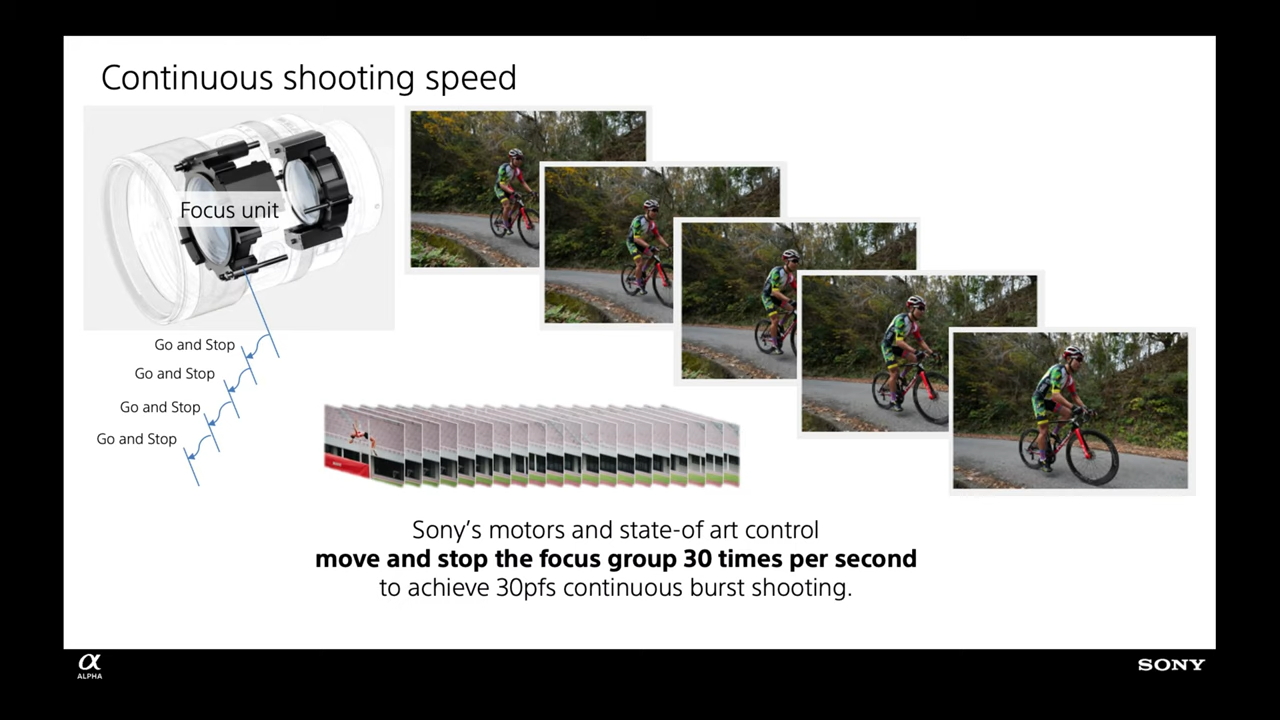 Continuous shooting speed
Focus unit
Go and Stop
Go and Stop
Go and Stop
Go and Stop
Sony's motors and state-of art control
move and stop the focus group 30 times per second
to achieve 30pfs continuous burst shooting.
α
ALPHA
SONY